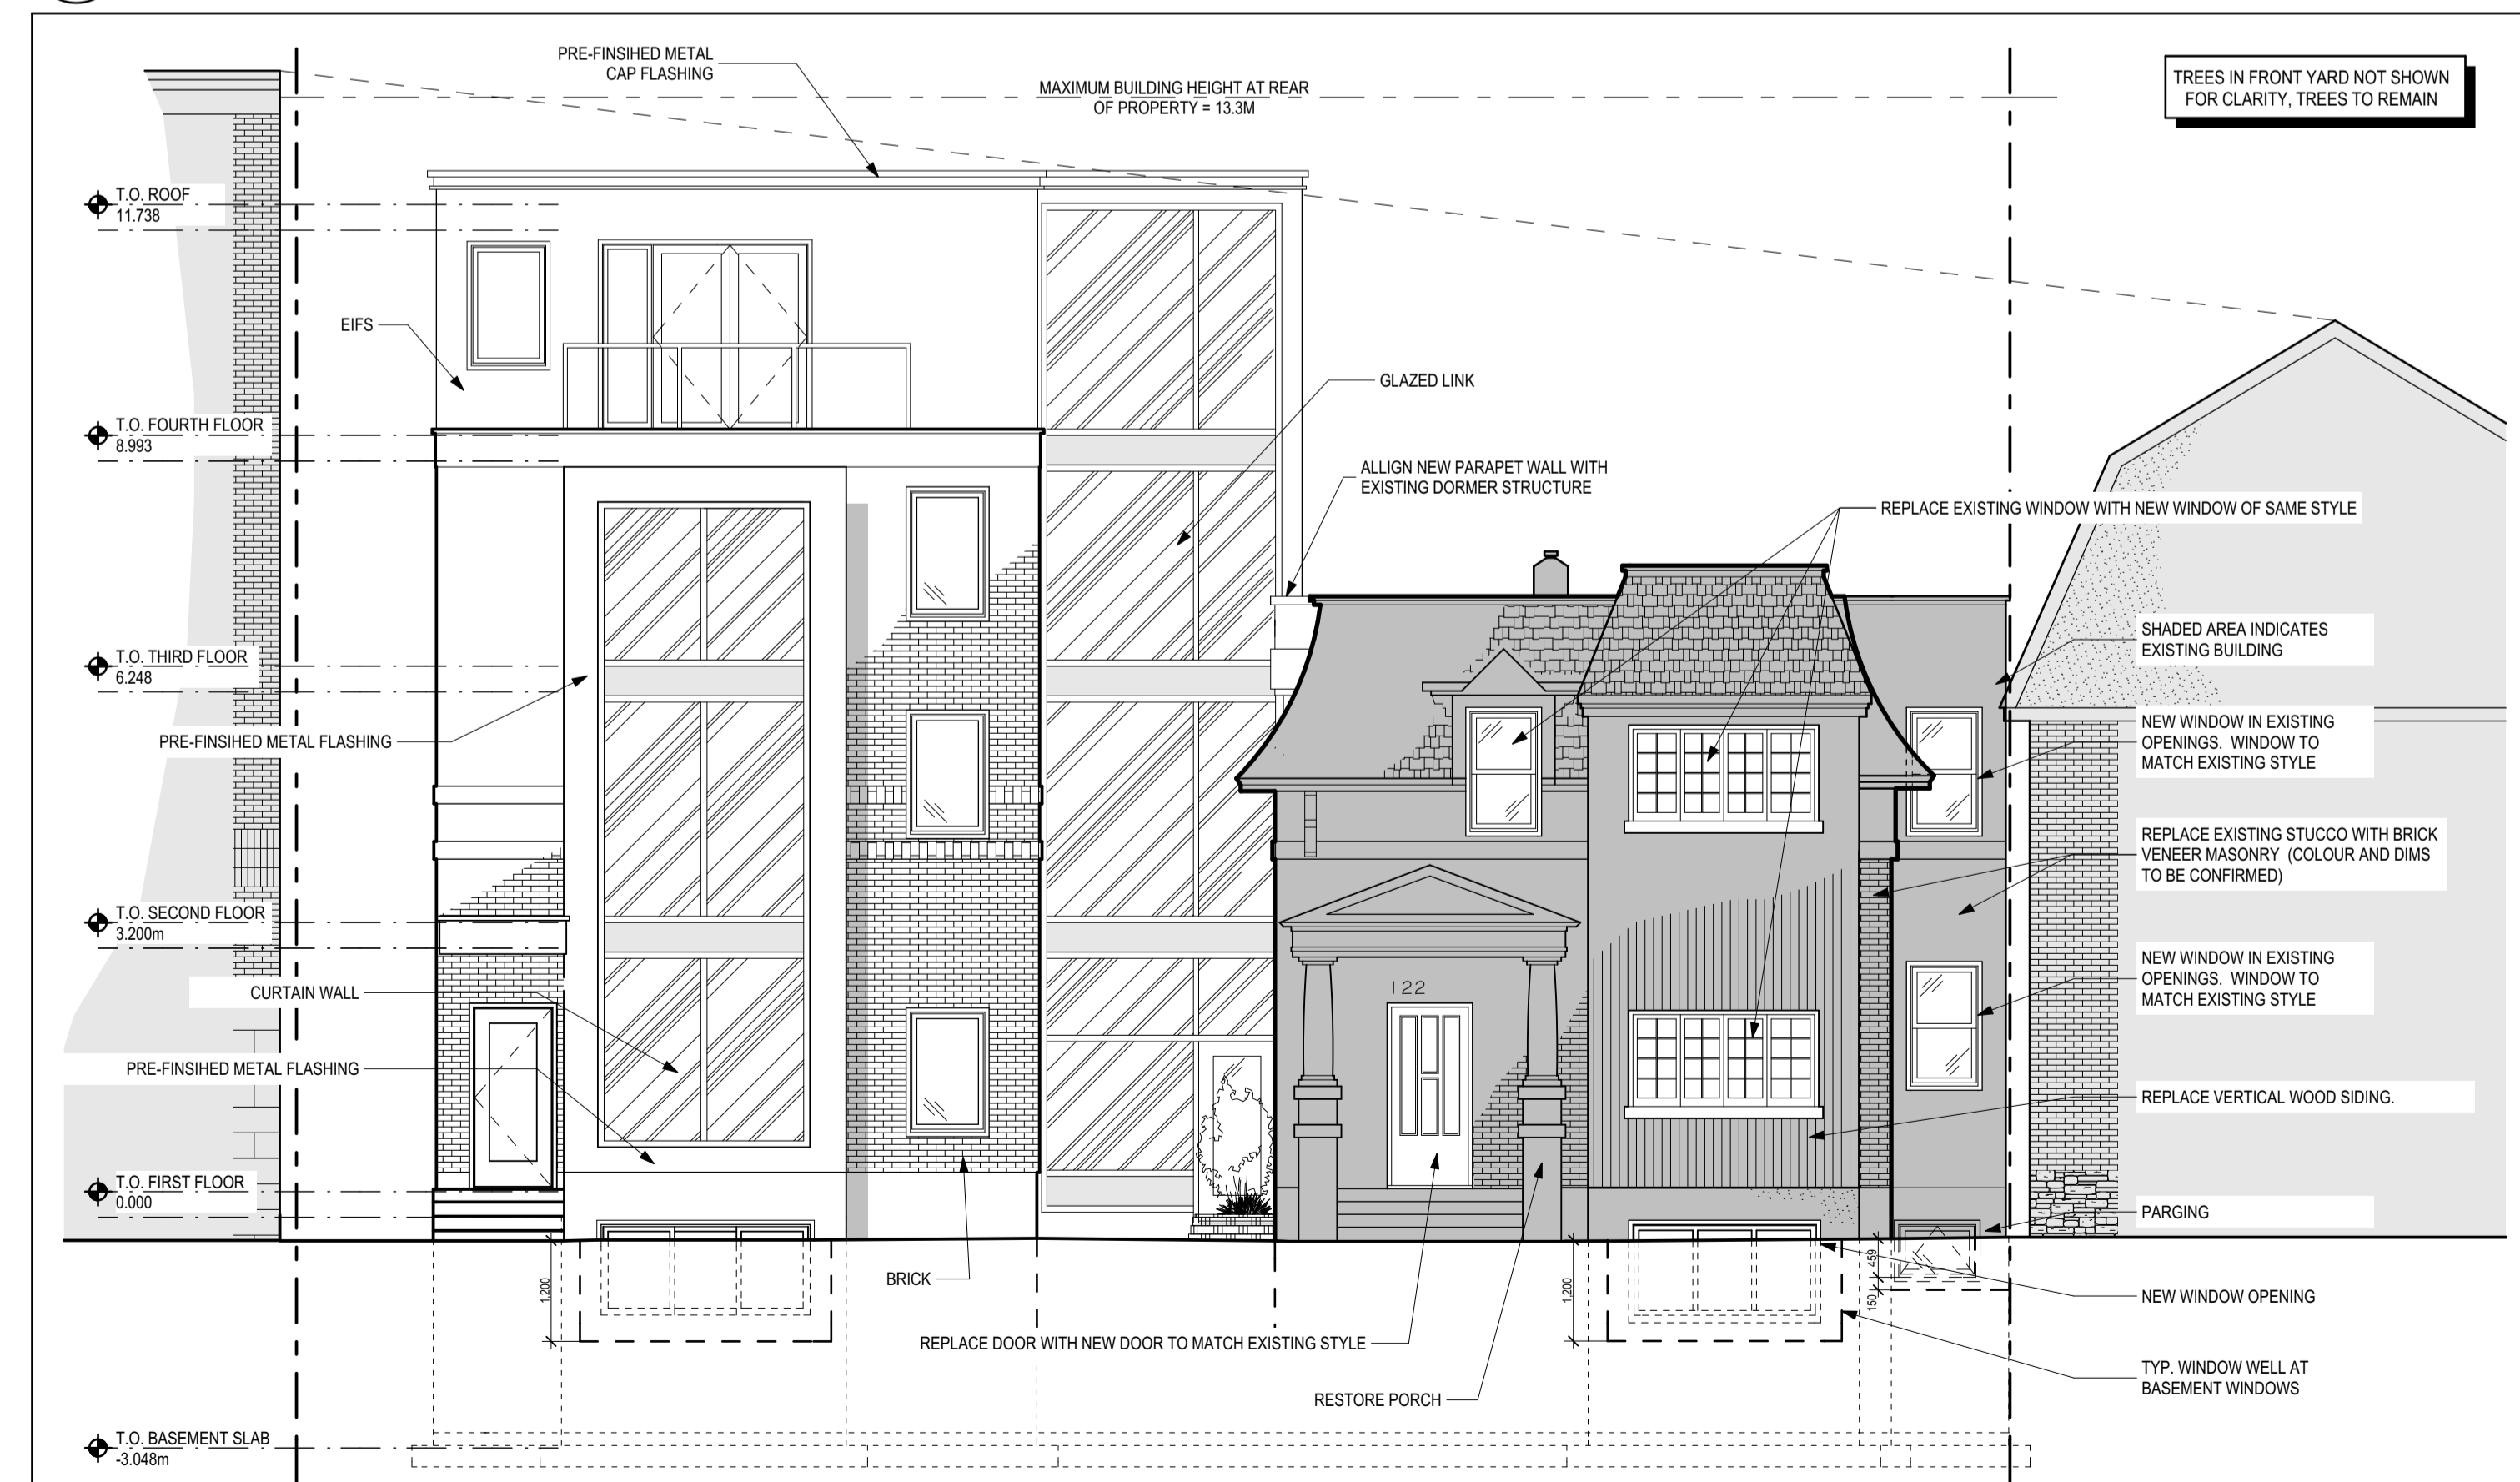 PRE-FINSIHED METAL
CAP FLASHING
MAXIMUM BUILDING HEIGHT AT REAR
OF PROPERTY = 13.3M
TREES IN FRONT YARD NOT SHOWN
FOR CLARITY, TREES TO REMAIN
T.O. ROOF
11.738
EIFS
GLAZED LINK
T.O. FOURTH FLOOR
8.993
ALLIGN NEW PARAPET WALL WITH
EXISTING DORMER STRUCTURE
REPLACE EXISTING WINDOW WITH NEW WINDOW OF SAME STYLE
SHADED AREA INDICATES
EXISTING BUILDING
T.O. THIRD FLOOR
6.248
PRE-FINSIHED METAL FLASHING
NEW WINDOW IN EXISTING
OPENINGS. WINDOW TO
MATCH EXISTING STYLE
REPLACE EXISTING STUCCO WITH BRICK
VENEER MASONRY (COLOUR AND DIMS
TO BE CONFIRMED)
T.O. SECOND FLOOR
3.200m
NEW WINDOW IN EXISTING
OPENINGS. WINDOW TO
MATCH EXISTING STYLE
CURTAIN WALL
122
PRE-FINSIHED METAL FLASHING
REPLACE VERTICAL WOOD SIDING.
T.O. FIRST FLOOR
0.000
PARGING
BRICK
1,200
1,200
459
150
NEW WINDOW OPENING
REPLACE DOOR WITH NEW DOOR TO MATCH EXISTING STYLE
TYP. WINDOW WELL AT
BASEMENT WINDOWS
RESTORE PORCH
T.O. BASEMENT SLAB
-3.048m